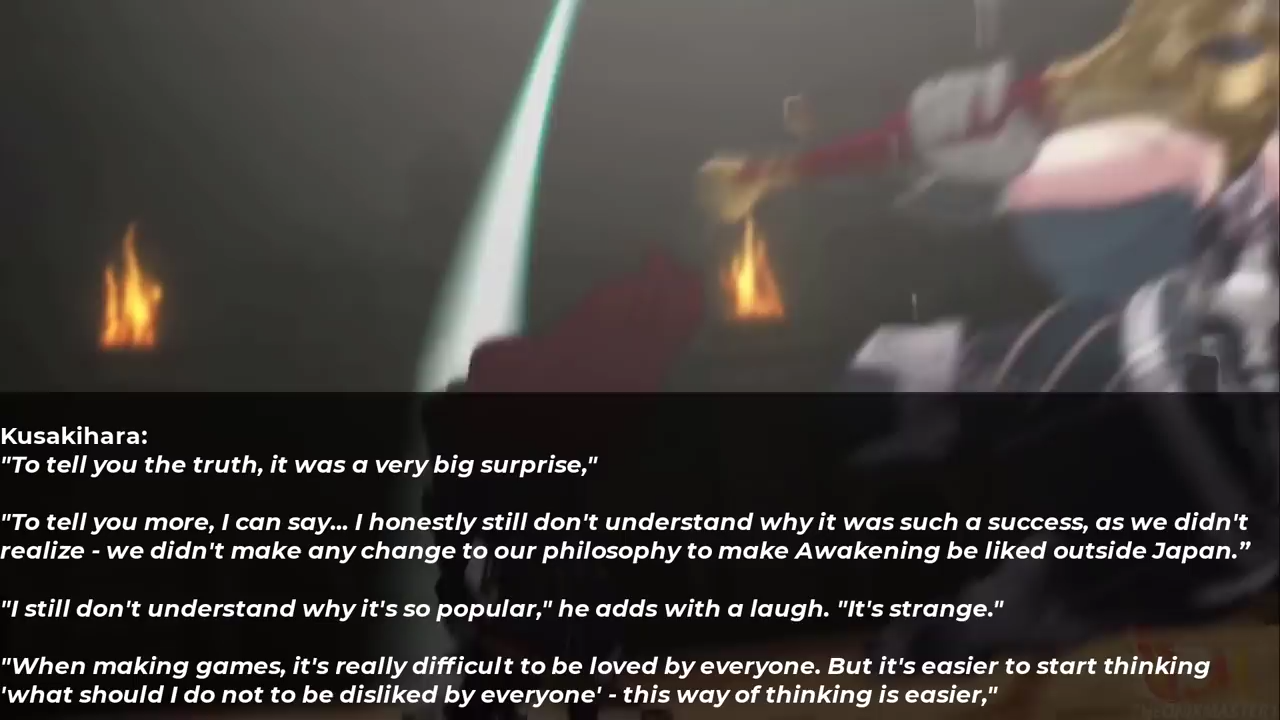 Kusakihara:
"To tell you the truth, it was a very big surprise,"
"To tell you more, I can say... I honestly still don't understand why it was such a success, as we didn't
realize - we didn't make any change to our philosophy to make Awakening be liked outside Japan.”
"I still don't understand why it's so popular," he adds with a laugh. "It's strange."
"When making games, it's really difficult to be loved by everyone. But it's easier to start thinking
'what should I do not to be disliked by everyone' - this way of thinking is easier,"